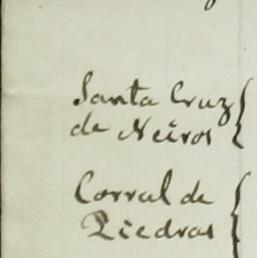 Santa Cruz
de Neiros
Corral de
Piedras